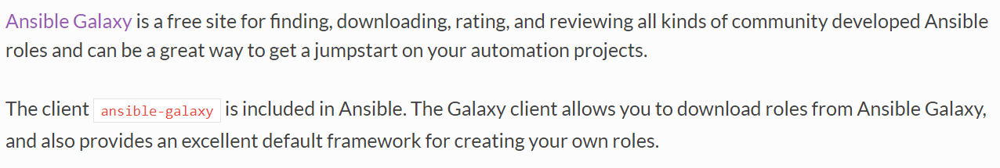 Ansible Galaxy is a free site for finding, downloading, rating, and reviewing all kinds of community developed Ansible
roles and can be a great way to get a jumpstart on your automation projects.
The client ansible-galaxy is included in Ansible. The Galaxy client allows you to download roles from Ansible Galaxy,
and also provides an excellent default framework for creating your own roles.